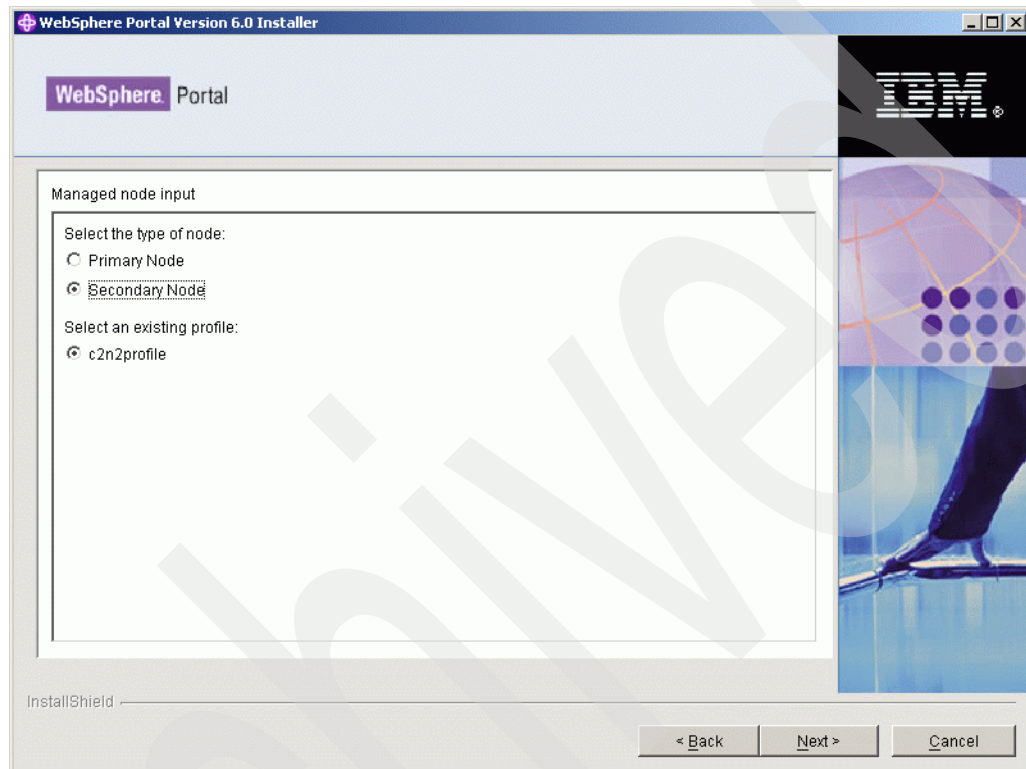 WebSphere Portal Version 6.0 Installer
WebSphere. Portal
IBM®
Managed node input
Select the type of node:
Primary Node
Secondary Node
Select an existing profile:
c2n2profile
InstallShield
< Back Next > Cancel